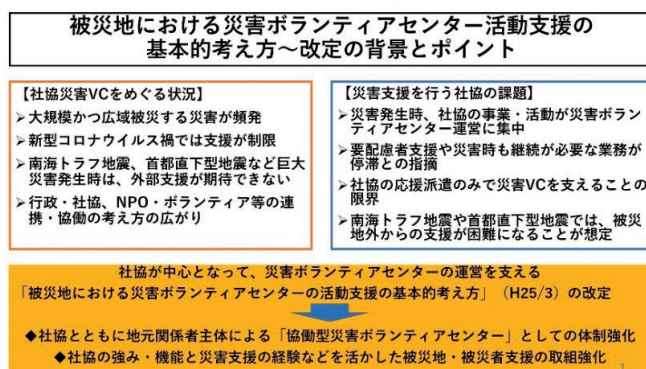 被災地における災害ボランティアセンター活動支援の
基本的考え方～改定の背景とポイント
【社協災害VCをめぐる状況】
➢大規模かつ広域被災する災害が頻発
➢新型コロナウイルス禍では支援が制限
➢南海トラフ地震、首都直下型地震など巨大
災害発生時は、外部支援が期待できない
➢行政・社協、NPO・ボランティア等の連
携・協働の考え方の広がり
【災害支援を行う社協の課題】
➢災害発生時、社協の事業・活動が災害ボラン
ティアセンター運営に集中
➢要配慮者支援や災害時も継続が必要な業務が
停滞との指摘
➢社協の応援派遣のみで災害VCを支えることの
限界
➢南海トラフ地震や首都直下型地震では、被災
地外からの支援が困難になることが想定
社協が中心となって、災害ボランティアセンターの運営を支える
「被災地における災害ボランティアセンターの活動支援の基本的考え方」（H25/3）の改定
◆社協とともに地元関係者主体による「協働型災害ボランティアセンター」としての体制強化
◆社協の強み・機能と災害支援の経験などを活かした被災地・被災者支援の取組強化
1